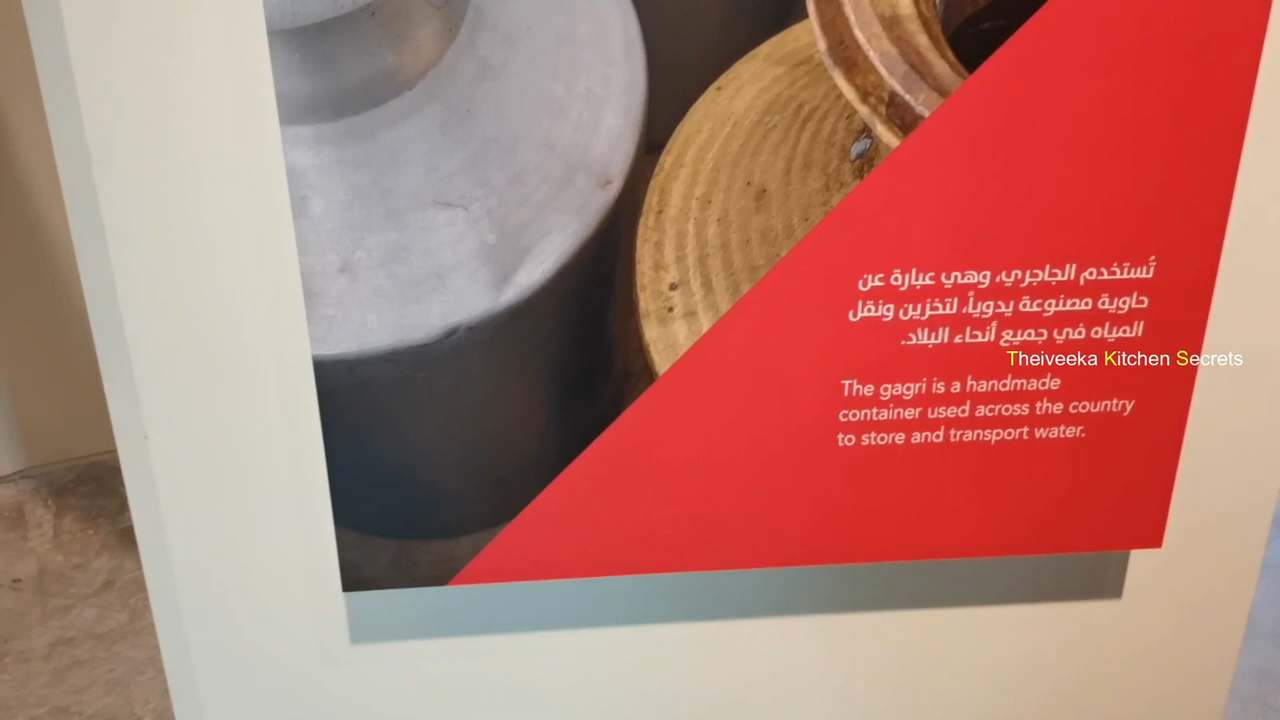 تُستخدم الجاجري، وهي عبارة عن
حاوية مصنوعة يدوياً، لتخزين ونقل
المياه في جميع أنحاء البلاد.
Theiveeka Kitchen Secrets
The gagri is a handmade
container used across the country
to store and transport water.